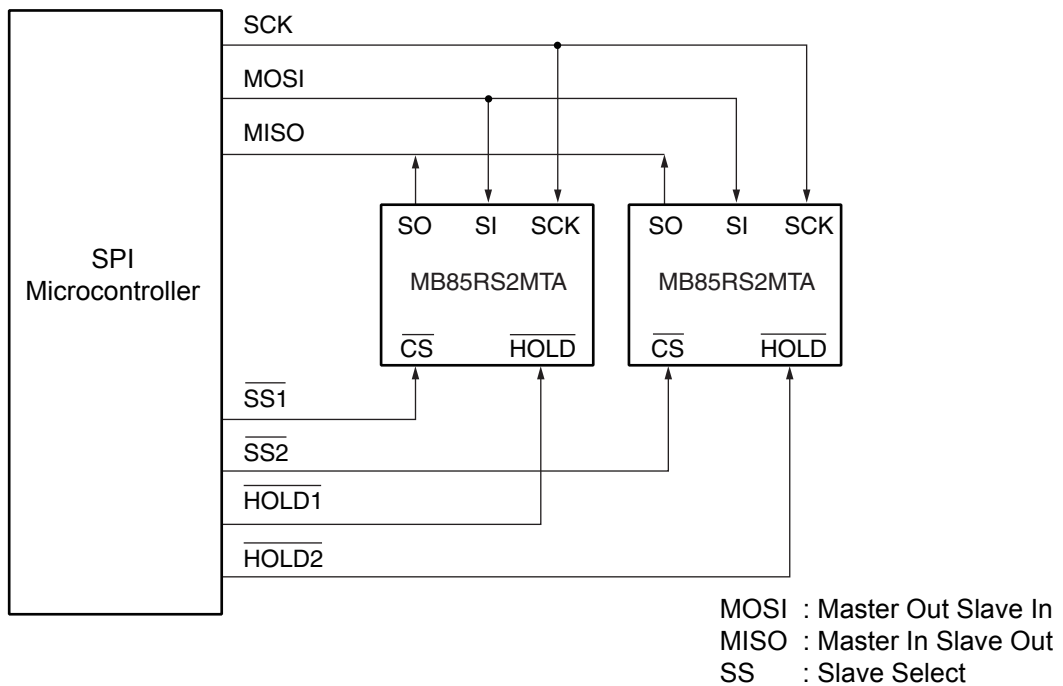 SCK
MOSI
MISO
SPI
Microcontroller
SO SI SCK
MB85RS2MTA
CS HOLD
SO SI SCK
MB85RS2MTA
CS HOLD
SS1
SS2
HOLD1
HOLD2
MOSI : Master Out Slave In
MISO : Master In Slave Out
SS : Slave Select